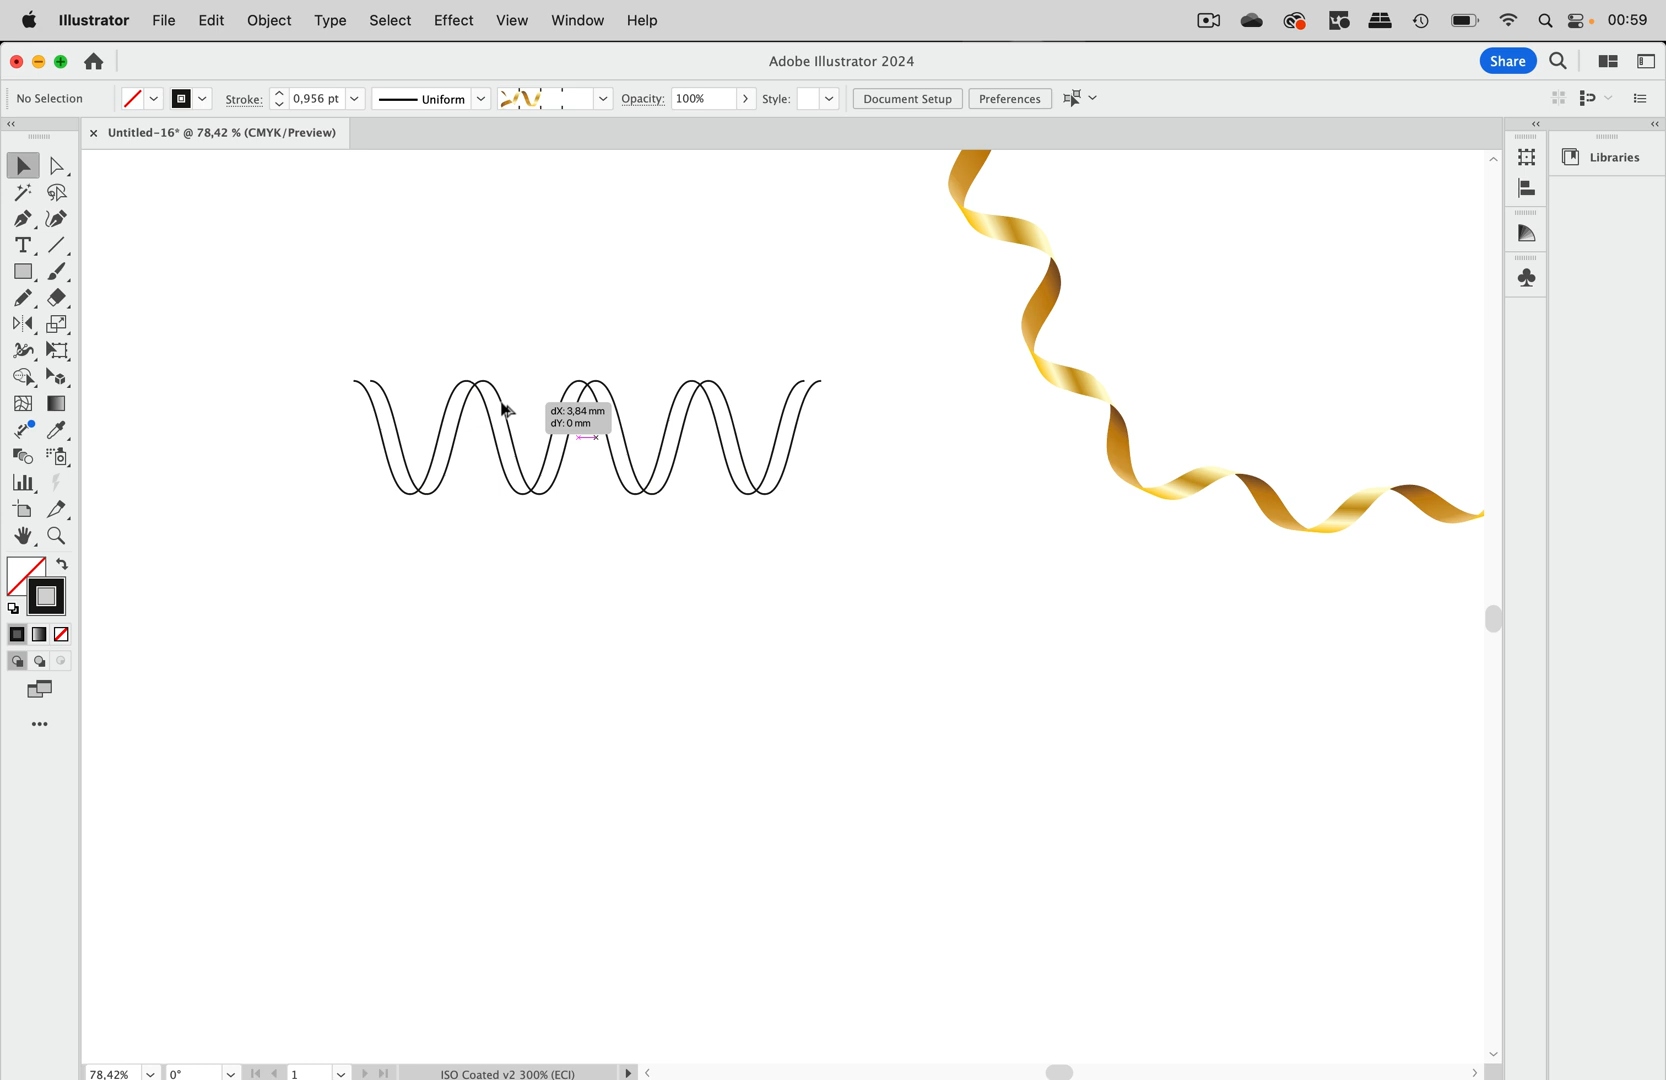 Illustrator File Edit Object Type Select Effect View Window Help 00:59
Adobe Illustrator 2024 Share
No Selection Stroke: 0,956 pt Uniform Opacity: 100% Style: Document Setup Preferences
Untitled-16* @ 78,42 % (CMYK/Preview)
Libraries
dX: 3,84 mm
dY: 0 mm
78,42% 0° 1 ISO Coated v2 300% (ECI)